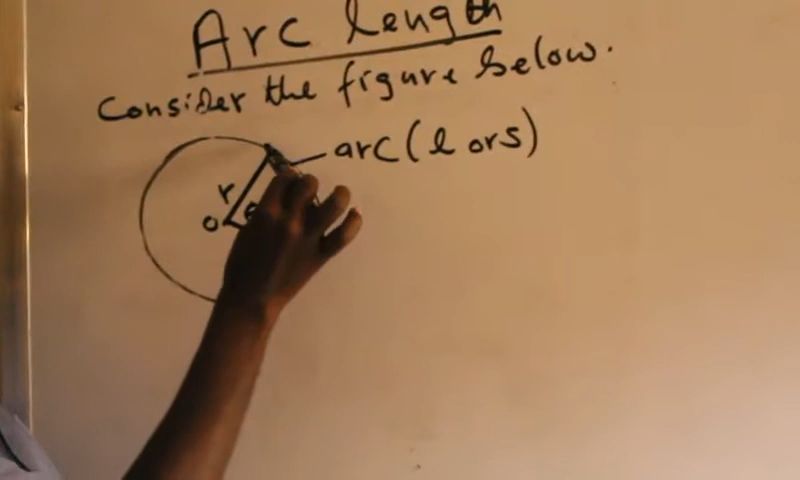 Arc length
Consider the figure below.
arc (l or s)
r
o